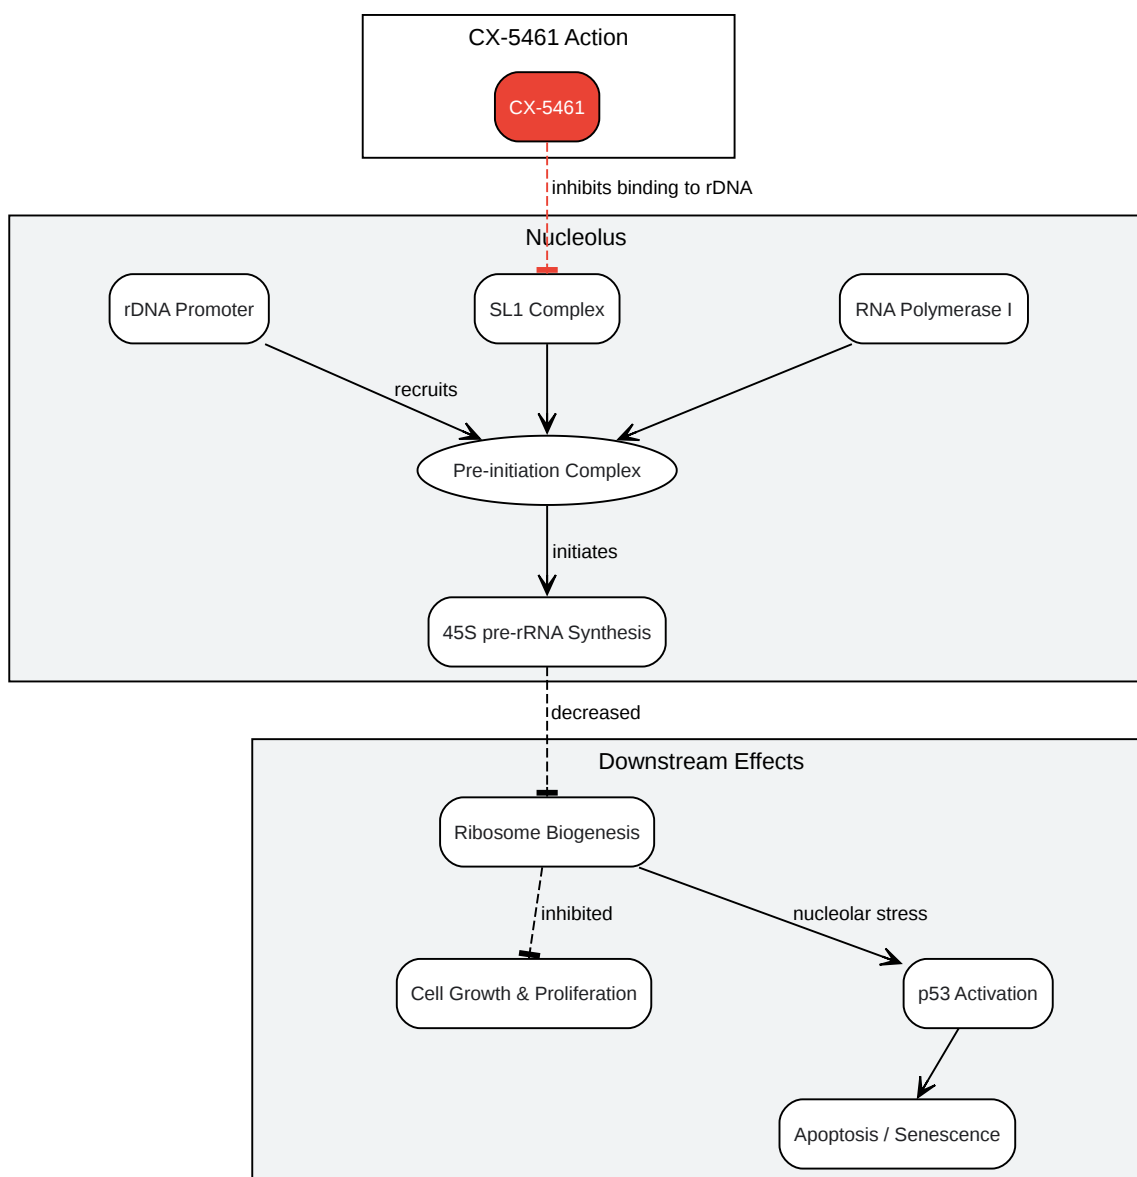 CX-5461 Action
CX-5461
inhibits binding to rDNA
Nucleolus
rDNA Promoter
SL1 Complex
RNA Polymerase I
recruits
Pre-initiation Complex
initiates
45S pre-rRNA Synthesis
decreased
Downstream Effects
Ribosome Biogenesis
inhibited
nucleolar stress
Cell Growth & Proliferation
p53 Activation
Apoptosis / Senescence